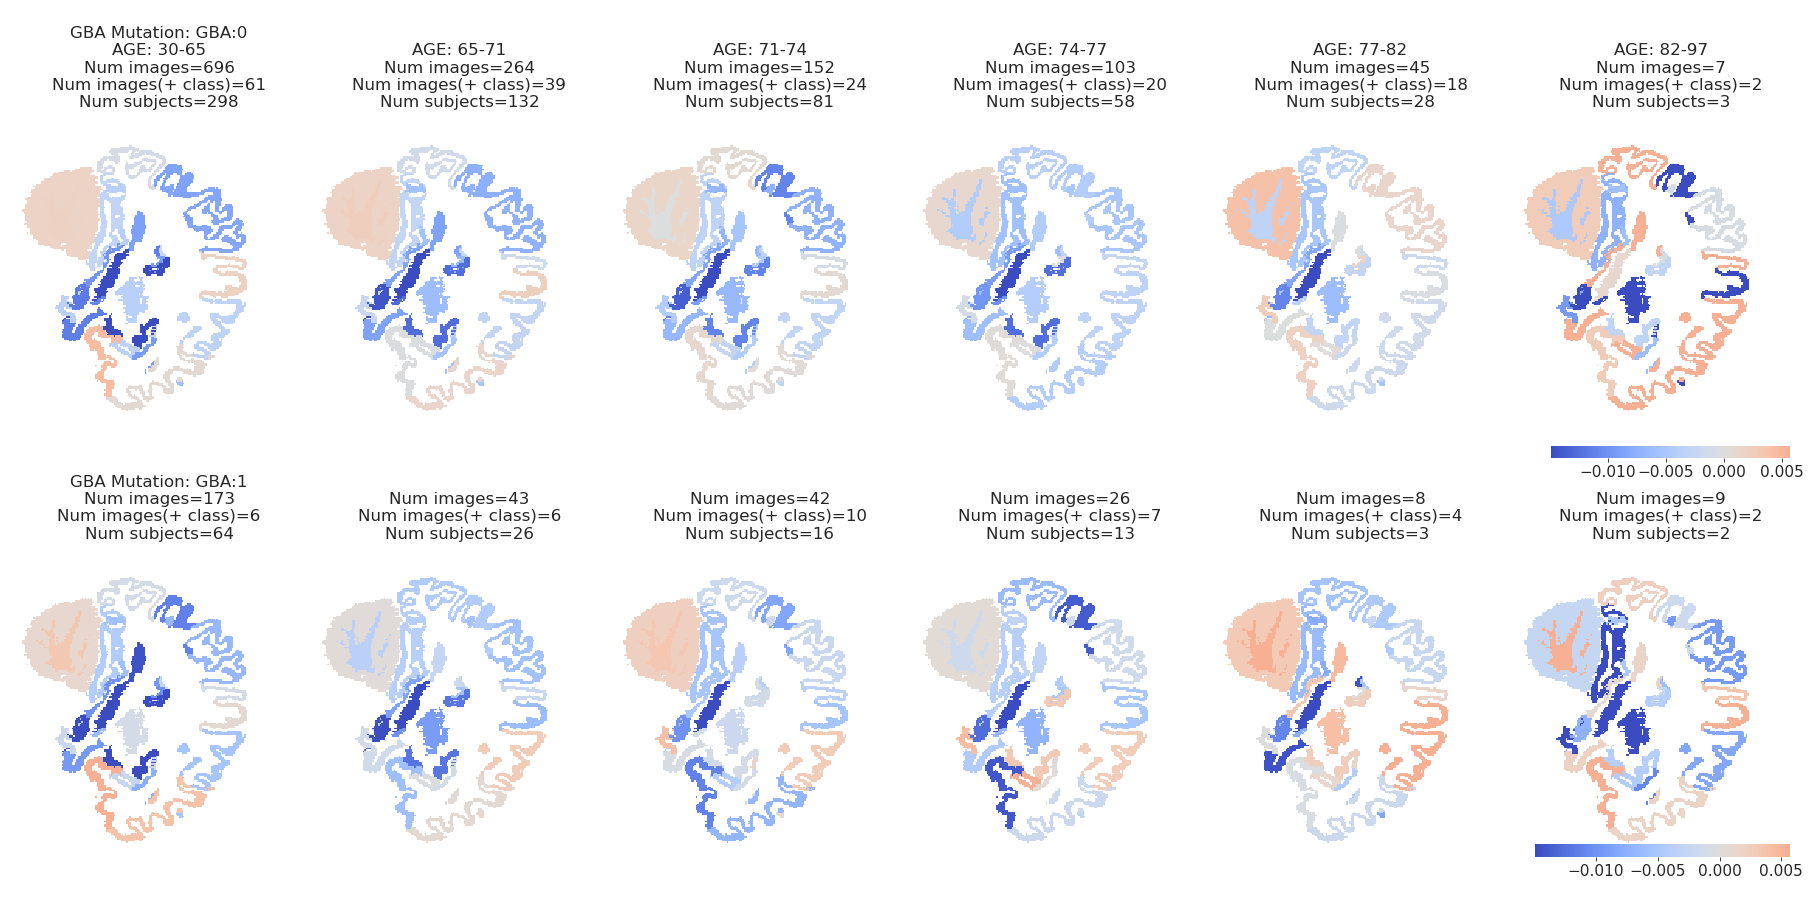 GBA Mutation: GBA:0
AGE: 30-65
Num images=696
Num images(+ class)=61
Num subjects=298
AGE: 65-71
Num images=264
Num images(+ class)=39
Num subjects=132
AGE: 71-74
Num images=152
Num images(+ class)=24
Num subjects=81
AGE: 74-77
Num images=103
Num images(+ class)=20
Num subjects=58
AGE: 77-82
Num images=45
Num images(+ class)=18
Num subjects=28
AGE: 82-97
Num images=7
Num images(+ class)=2
Num subjects=3
−0.010 −0.005 0.000 0.005
GBA Mutation: GBA:1
Num images=173
Num images(+ class)=6
Num subjects=64
Num images=43
Num images(+ class)=6
Num subjects=26
Num images=42
Num images(+ class)=10
Num subjects=16
Num images=26
Num images(+ class)=7
Num subjects=13
Num images=8
Num images(+ class)=4
Num subjects=3
Num images=9
Num images(+ class)=2
Num subjects=2
−0.010 −0.005 0.000 0.005